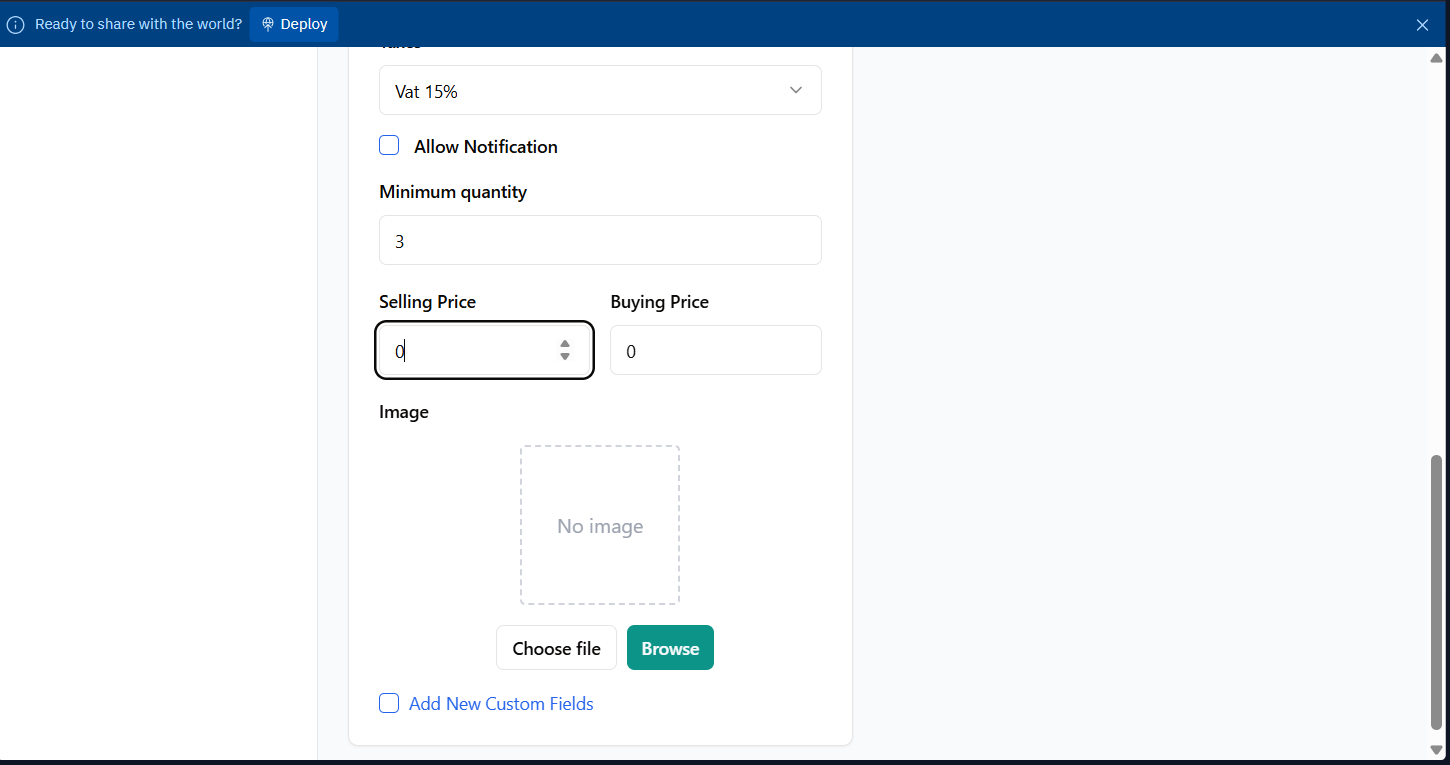 Ready to share with the world? Deploy
Vat 15%
Allow Notification
Minimum quantity
3
Selling Price Buying Price
0 0
Image
No image
Choose file Browse
Add New Custom Fields